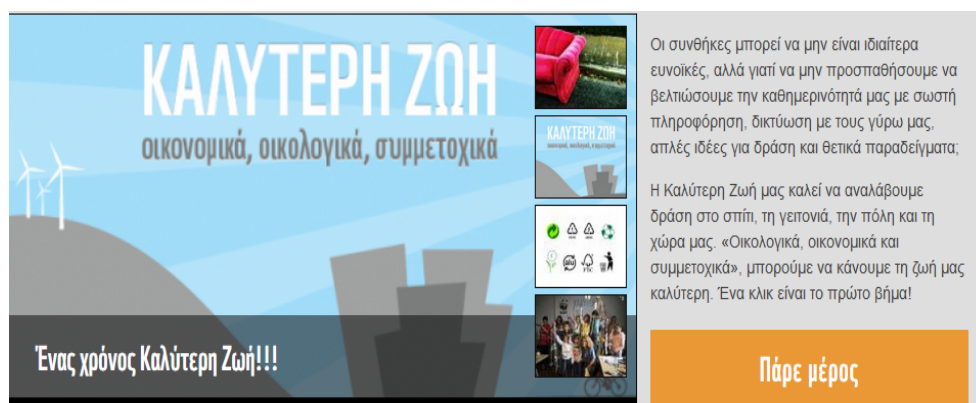 ΚΑΛΥΤΕΡΗ ΖΩΗ
οικονομικά, οικολογικά, συμμετοχικά
ΚΑΛΥΤΕΡΗ ΖΩΗ
οικονομικά, οικολογικά, συμμετοχικά
FSC
Ένας χρόνος Καλύτερη Ζωή!!!
Οι συνθήκες μπορεί να μην είναι ιδιαίτερα
ευνοϊκές, αλλά γιατί να μην προσπαθήσουμε να
βελτιώσουμε την καθημερινότητά μας με σωστή
πληροφόρηση, δικτύωση με τους γύρω μας,
απλές ιδέες για δράση και θετικά παραδείγματα;
Η Καλύτερη Ζωή μας καλεί να αναλάβουμε
δράση στο σπίτι, τη γειτονιά, την πόλη και τη
χώρα μας. «Οικολογικά, οικονομικά και
συμμετοχικά», μπορούμε να κάνουμε τη ζωή μας
καλύτερη. Ένα κλικ είναι το πρώτο βήμα!
Πάρε μέρος